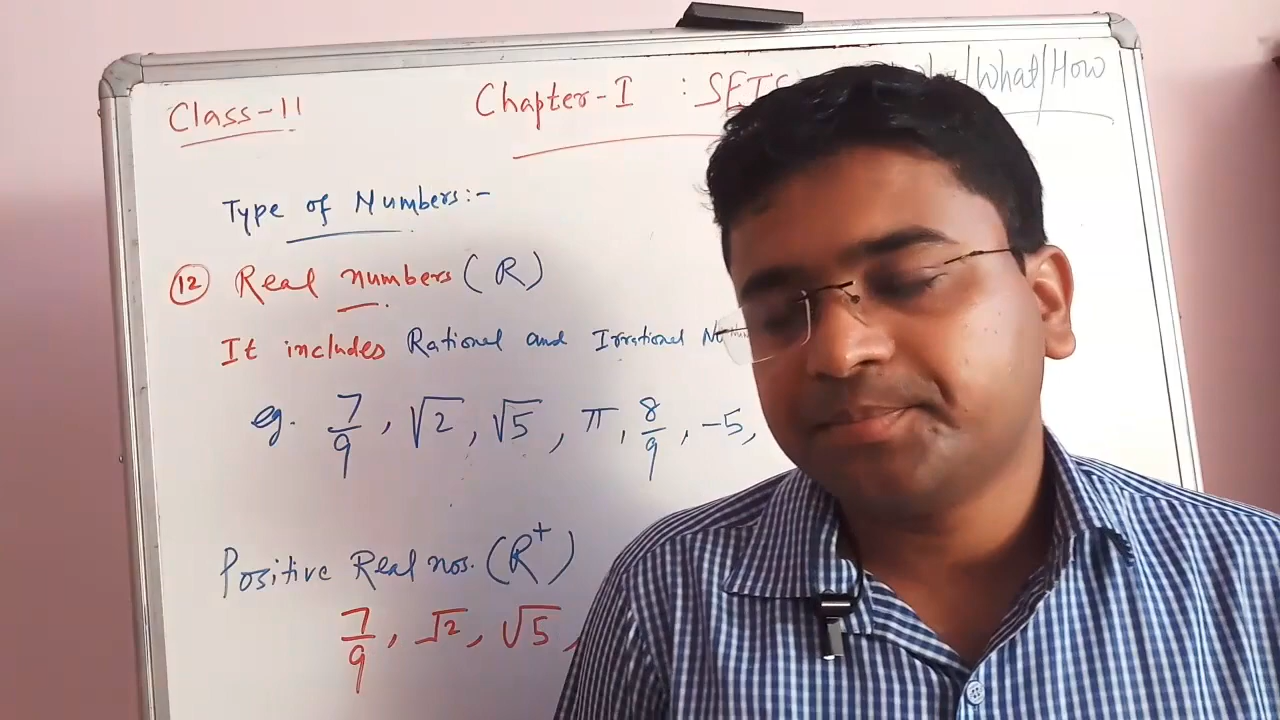 Class-11 Chapter-I : SETS /What/How
Type of Numbers:-
12 Real numbers (R)
It includes Rational and Irrational
eg. 7/9, √2, √5, π, 8/9, -5,
Positive Real nos. (R⁺)
7/9, √2, √5,